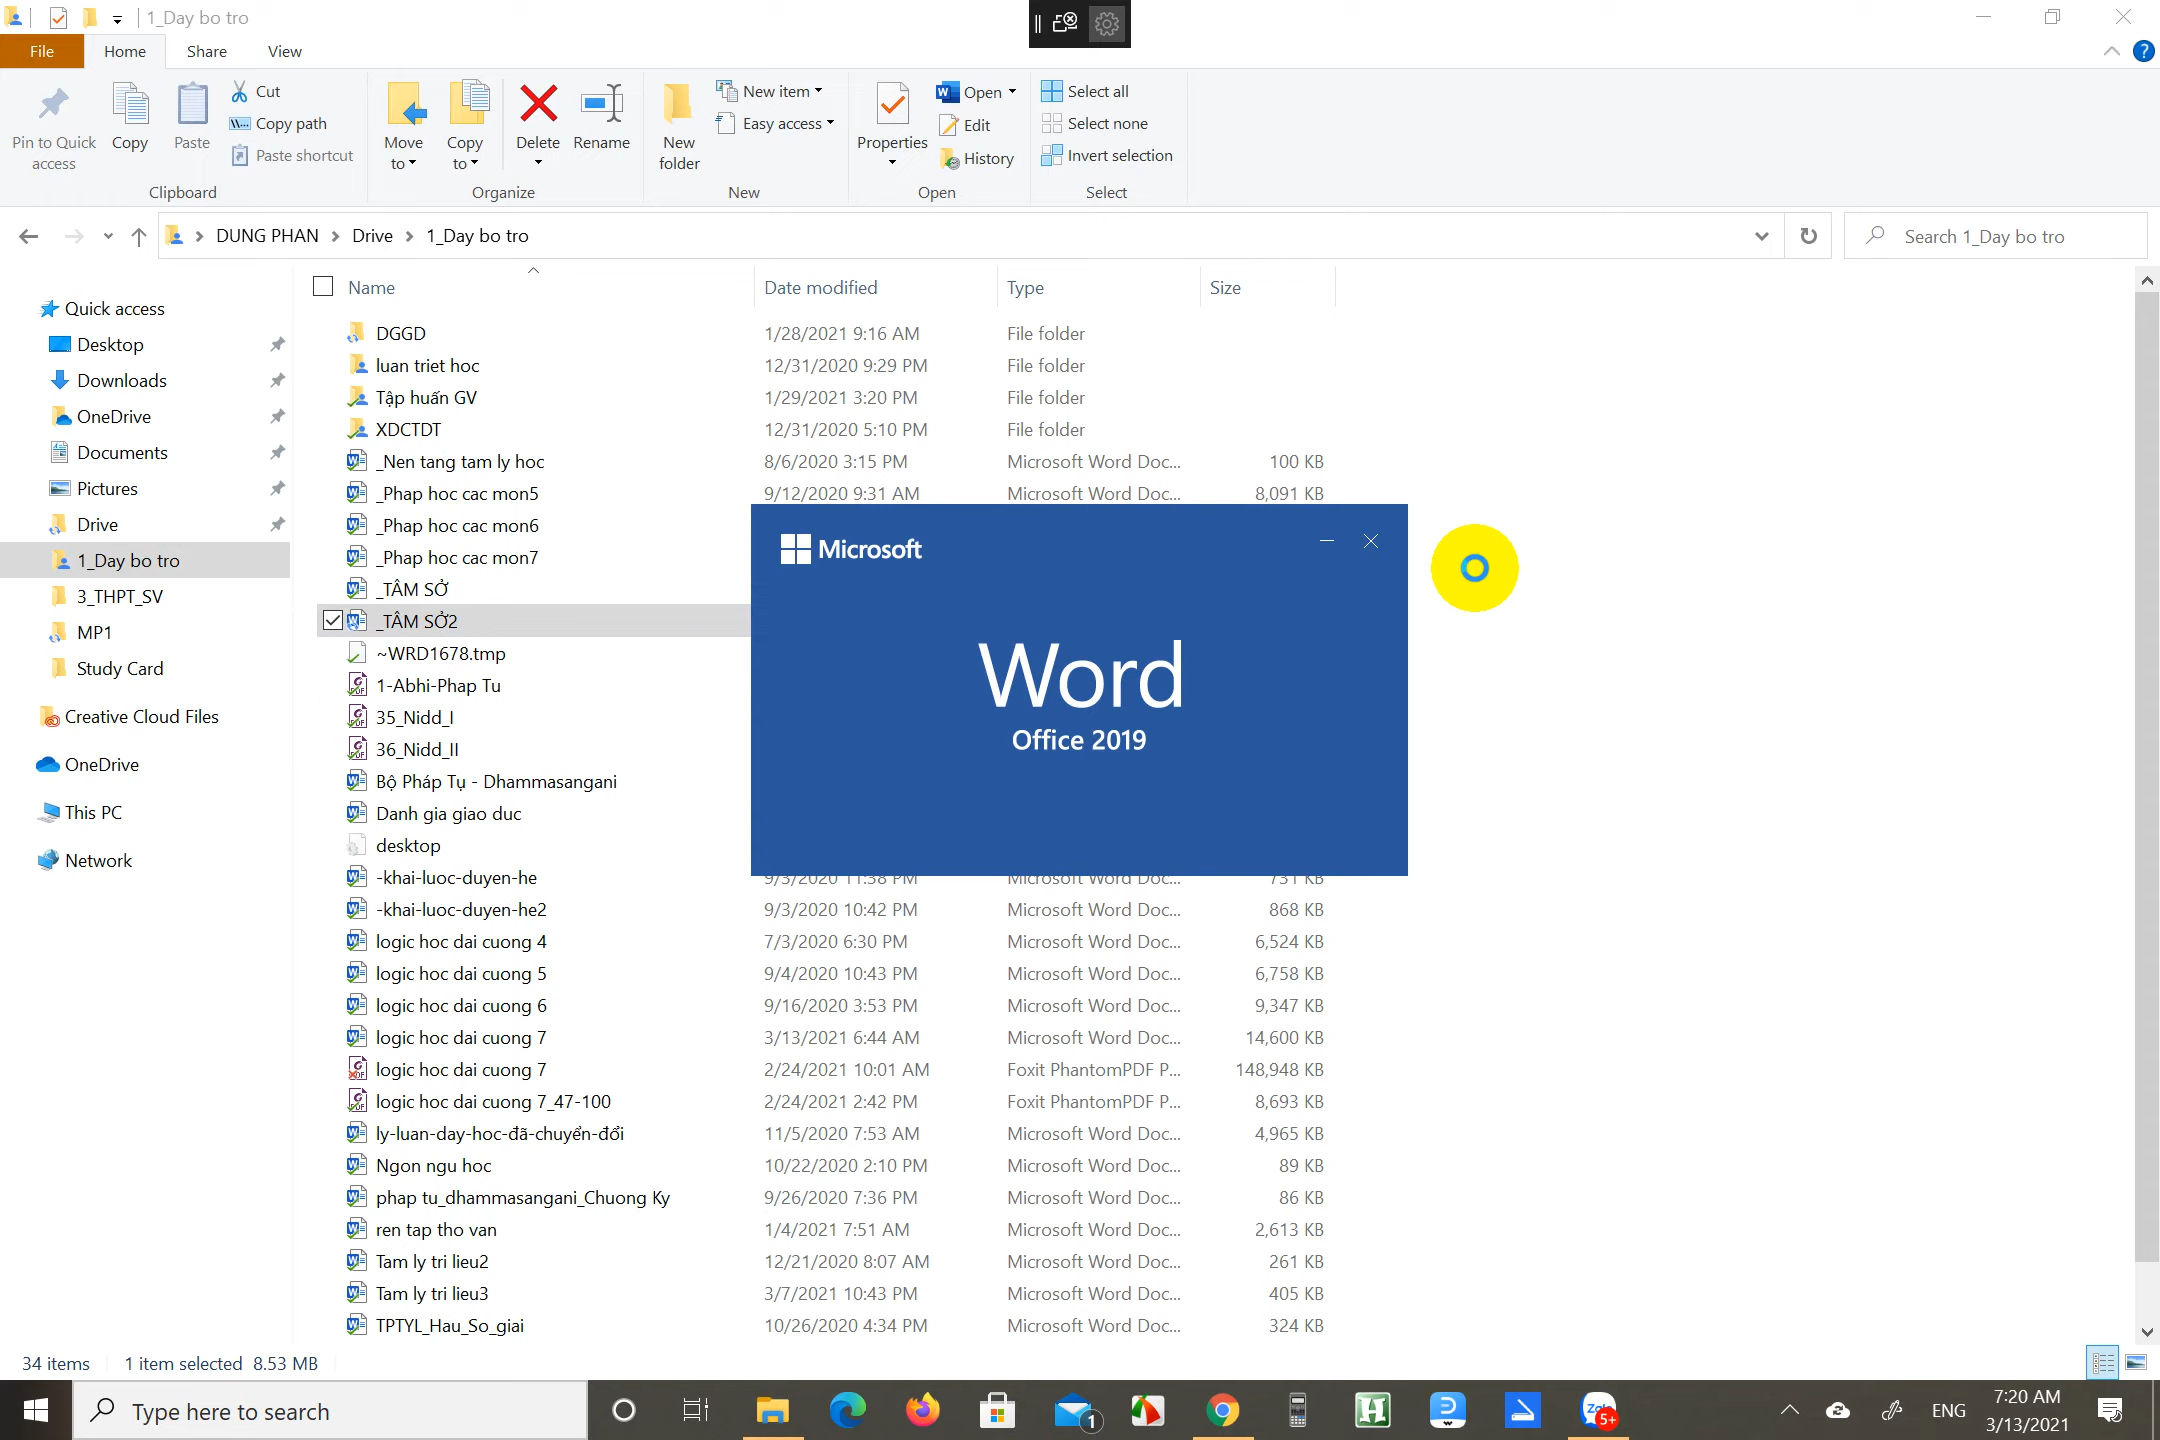 1_Day bo tro
File Home Share View
Pin to Quick access
Copy
Paste
Cut
Copy path
Paste shortcut
Clipboard
Move to
Copy to
Delete
Rename
Organize
New folder
New item
Easy access
New
Properties
Open
Edit
History
Open
Select all
Select none
Invert selection
Select
DUNG PHAN > Drive > 1_Day bo tro
Search 1_Day bo tro
Name Date modified Type Size
Quick access
Desktop
Downloads
OneDrive
Documents
Pictures
Drive
1_Day bo tro
3_THPT_SV
MP1
Study Card
Creative Cloud Files
OneDrive
This PC
Network
DGGD 1/28/2021 9:16 AM File folder
luan triet hoc 12/31/2020 9:29 PM File folder
Tập huấn GV 1/29/2021 3:20 PM File folder
XDCTDT 12/31/2020 5:10 PM File folder
_Nen tang tam ly hoc 8/6/2020 3:15 PM Microsoft Word Doc... 100 KB
_Phap hoc cac mon5 9/12/2020 9:31 AM Microsoft Word Doc... 8,091 KB
_Phap hoc cac mon6
_Phap hoc cac mon7
_TÂM SỞ
_TÂM SỞ2
~WRD1678.tmp
1-Abhi-Phap Tu
35_Nidd_I
36_Nidd_II
Bộ Pháp Tụ - Dhammasangani
Danh gia giao duc
desktop
-khai-luoc-duyen-he 9/3/2020 11:38 PM Microsoft Word Doc... 731 KB
-khai-luoc-duyen-he2 9/3/2020 10:42 PM Microsoft Word Doc... 868 KB
logic hoc dai cuong 4 7/3/2020 6:30 PM Microsoft Word Doc... 6,524 KB
logic hoc dai cuong 5 9/4/2020 10:43 PM Microsoft Word Doc... 6,758 KB
logic hoc dai cuong 6 9/16/2020 3:53 PM Microsoft Word Doc... 9,347 KB
logic hoc dai cuong 7 3/13/2021 6:44 AM Microsoft Word Doc... 14,600 KB
logic hoc dai cuong 7 2/24/2021 10:01 AM Foxit PhantomPDF P... 148,948 KB
logic hoc dai cuong 7_47-100 2/24/2021 2:42 PM Foxit PhantomPDF P... 8,693 KB
ly-luan-day-hoc-đã-chuyển-đổi 11/5/2020 7:53 AM Microsoft Word Doc... 4,965 KB
Ngon ngu hoc 10/22/2020 2:10 PM Microsoft Word Doc... 89 KB
phap tu_dhammasangani_Chuong Ky 9/26/2020 7:36 PM Microsoft Word Doc... 86 KB
ren tap tho van 1/4/2021 7:51 AM Microsoft Word Doc... 2,613 KB
Tam ly tri lieu2 12/21/2020 8:07 AM Microsoft Word Doc... 261 KB
Tam ly tri lieu3 3/7/2021 10:43 PM Microsoft Word Doc... 405 KB
TPTYL_Hau_So_giai 10/26/2020 4:34 PM Microsoft Word Doc... 324 KB
Microsoft
Word
Office 2019
34 items 1 item selected 8.53 MB
Type here to search
1
Zalo
5+
ENG
7:20 AM
3/13/2021